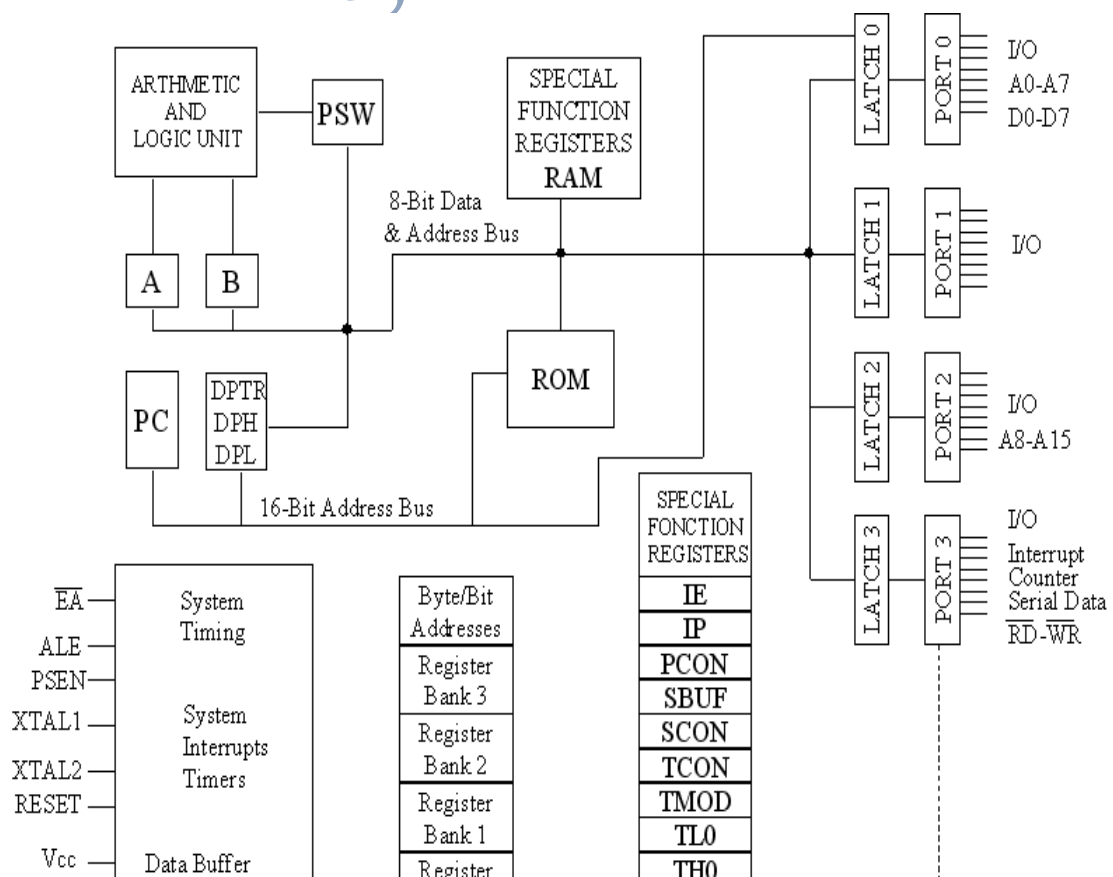 ARTHMETIC
AND
LOGIC UNIT
PSW
SPECIAL
FUNCTION
REGISTERS
RAM
8-Bit Data
& Address Bus
A
B
ROM
PC
DPTR
DPH
DPL
16-Bit Address Bus
LATCH 0
PORT 0
I/O
A0-A7
D0-D7
LATCH 1
PORT 1
I/O
LATCH 2
PORT 2
I/O
A8-A15
LATCH 3
PORT 3
I/O
Interrupt
Counter
Serial Data
R̅D̅-W̅R̅
E̅A̅
ALE
PSEN
XTAL1
XTAL2
RESET
Vcc
System
Timing
System
Interrupts
Timers
Data Buffer
Byte/Bit
Addresses
Register
Bank 3
Register
Bank 2
Register
Bank 1
Register
SPECIAL
FONCTION
REGISTERS
IE
IP
PCON
SBUF
SCON
TCON
TMOD
TL0
TH0